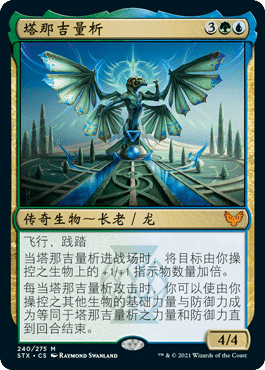 塔那吉量析 3
传奇生物～长老／龙
飞行，践踏
当塔那吉量析进战场时，将目标由你操
控之生物上的 +1/+1 指示物数量加倍。
每当塔那吉量析攻击时，你可以使由你
操控之其他生物的基础力量与防御力成
为等同于塔那吉量析之力量和防御力直
到回合结束。
4/4
240/275 M
STX • CS RAYMOND SWANLAND
™ & © 2021 Wizards of the Coast